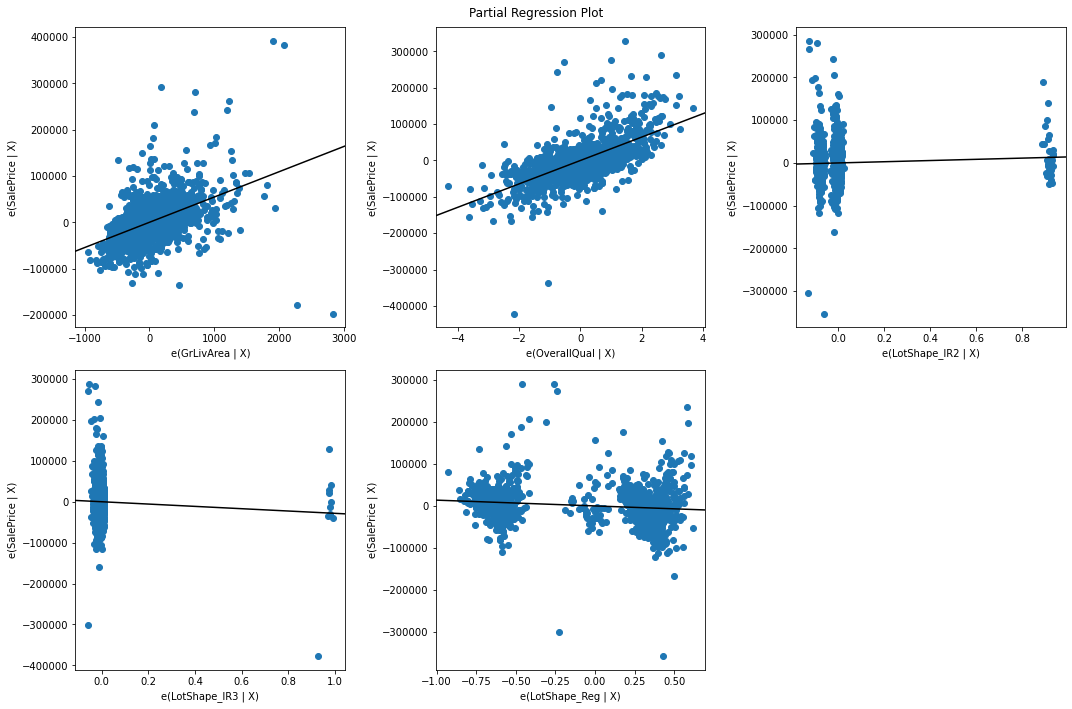 Partial Regression Plot
400000
300000
200000
100000
0
−100000
−200000
e(SalePrice | X)
−1000 0 1000 2000 3000
e(GrLivArea | X)
300000
200000
100000
0
−100000
−200000
−300000
−400000
e(SalePrice | X)
−4 −2 0 2 4
e(OverallQual | X)
300000
200000
100000
0
−100000
−200000
−300000
e(SalePrice | X)
0.0 0.2 0.4 0.6 0.8
e(LotShape_IR2 | X)
300000
200000
100000
0
−100000
−200000
−300000
−400000
e(SalePrice | X)
0.0 0.2 0.4 0.6 0.8 1.0
e(LotShape_IR3 | X)
300000
200000
100000
0
−100000
−200000
−300000
e(SalePrice | X)
−1.00 −0.75 −0.50 −0.25 0.00 0.25 0.50
e(LotShape_Reg | X)